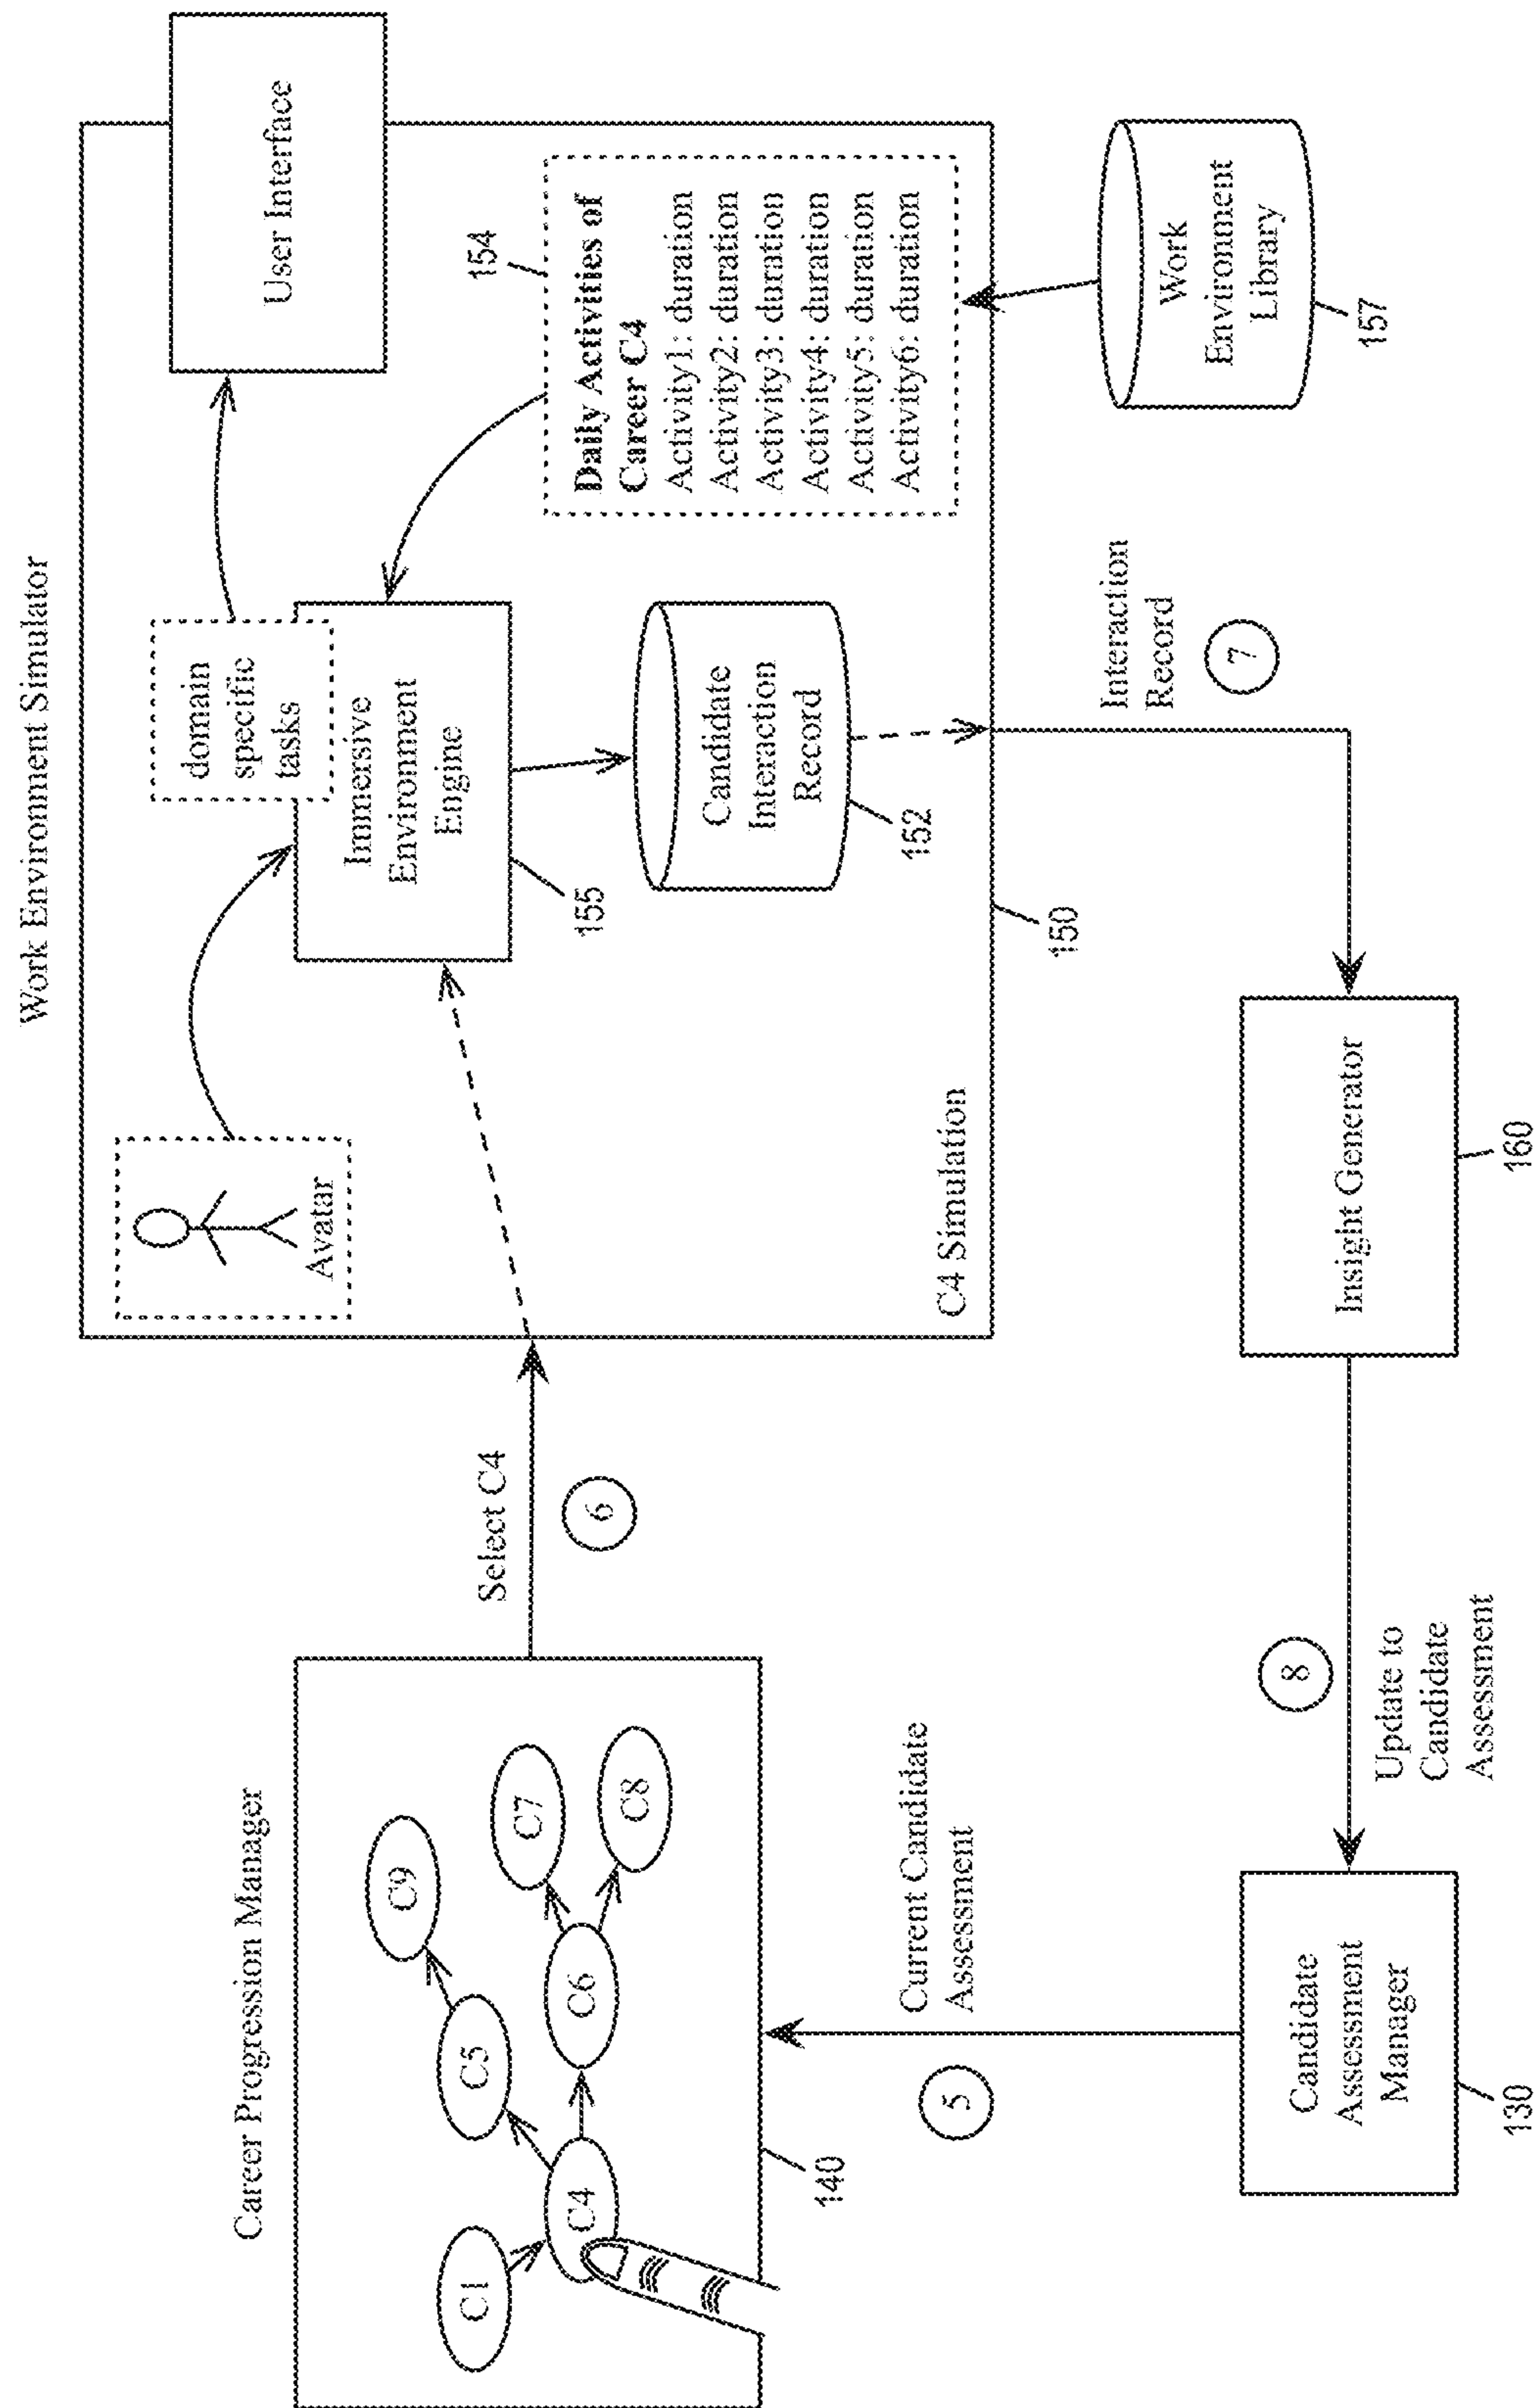 Work Environment Simulator
User Interface
Avatar
domain
specific
tasks
Immersive
Environment
Engine
155
154
Daily Activities of
Career C4
Activity1: duration
Activity2: duration
Activity3: duration
Activity4: duration
Activity5: duration
Activity6: duration
Candidate
Interaction
Record
152
C4 Simulation
150
Work
Environment
Library
157
Career Progression Manager
C1
C4
C5
C9
C6
C7
C8
140
Select C4
6
Interaction
Record
7
Current Candidate
Assessment
5
Candidate
Assessment
Manager
130
8
Update to
Candidate
Assessment
Insight Generator
160